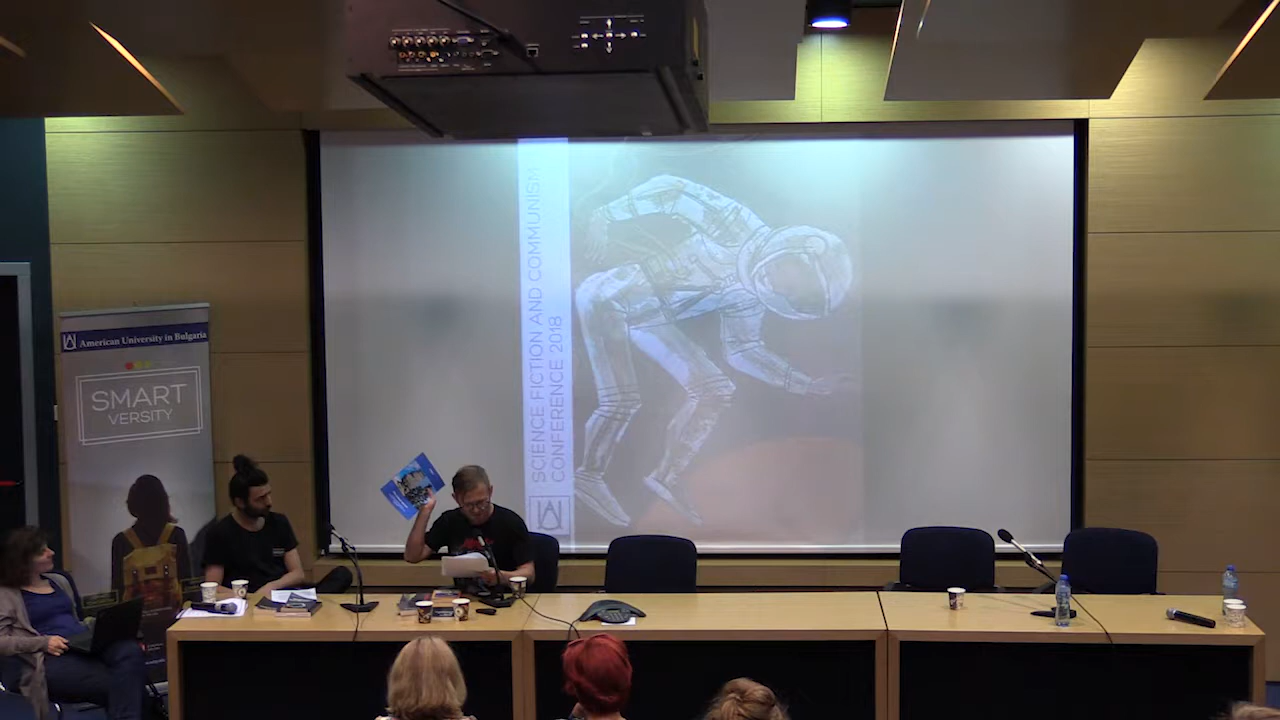 SCIENCE FICTION AND COMMUNISM
CONFERENCE 2018
American University in Bulgaria
SMART
VERSITY